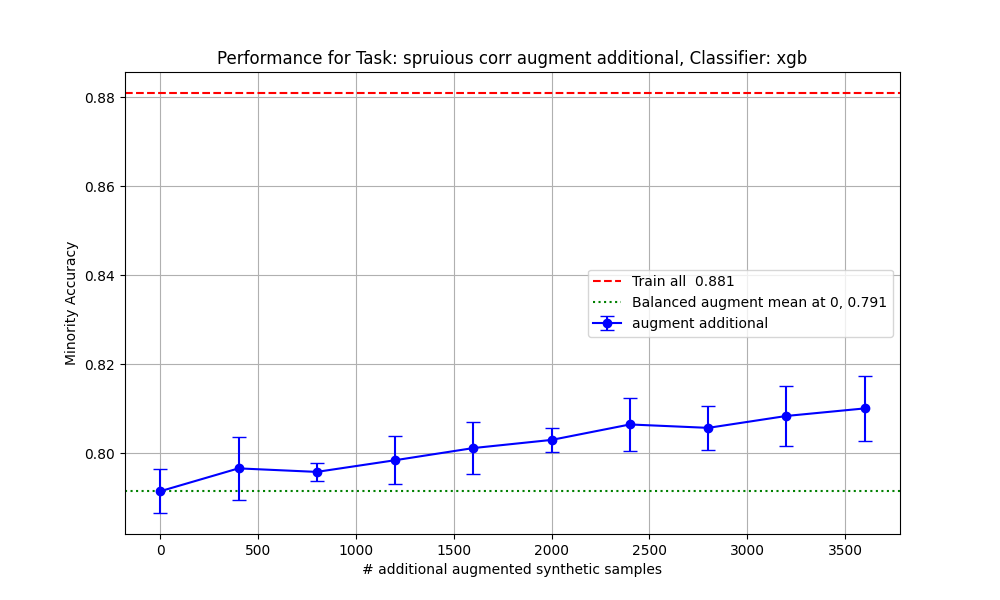 Performance for Task: spruious corr augment additional, Classifier: xgb
0.88
0.86
0.84
0.82
0.80
Minority Accuracy
Train all 0.881
Balanced augment mean at 0, 0.791
augment additional
0 500 1000 1500 2000 2500 3000 3500
# additional augmented synthetic samples